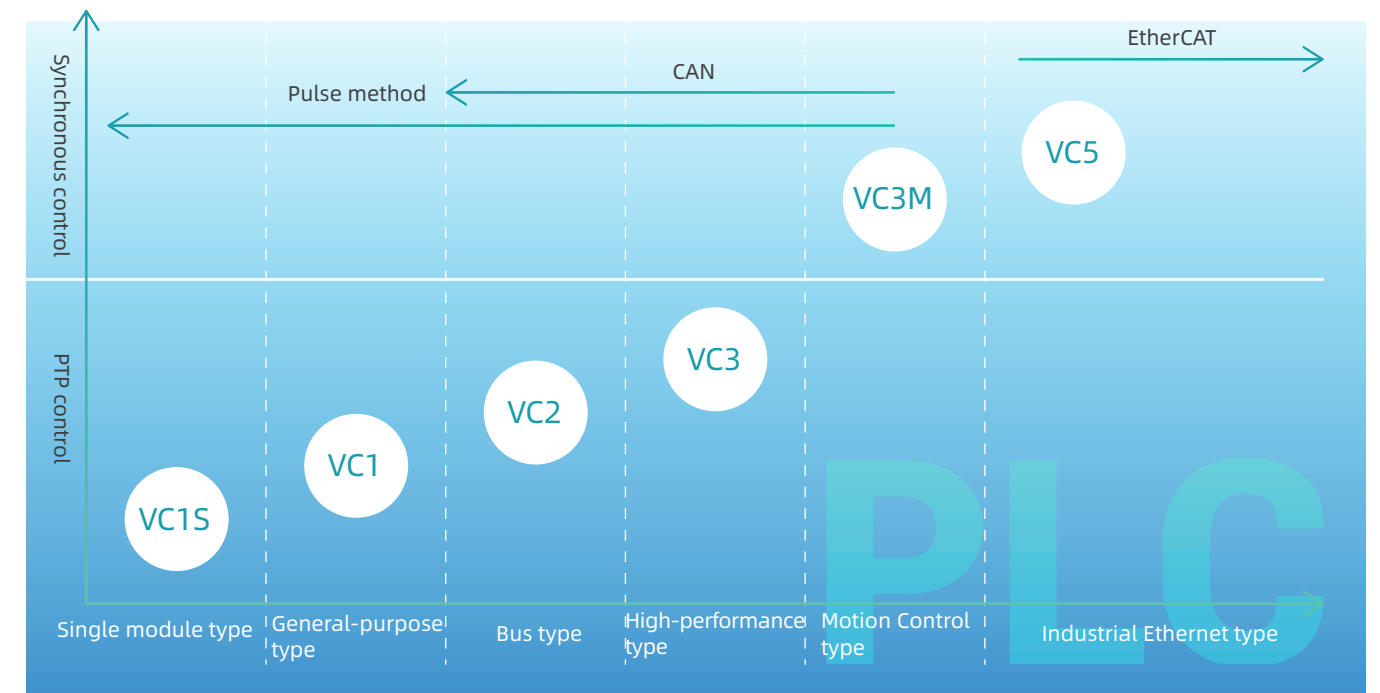 EtherCAT
CAN
Pulse method
Synchronous control
VC5
VC3M
PTP control
VC3
VC2
VC1
VC1S
PLC
Single module type
General-purpose
type
Bus type
High-performance
type
Motion Control
type
Industrial Ethernet type